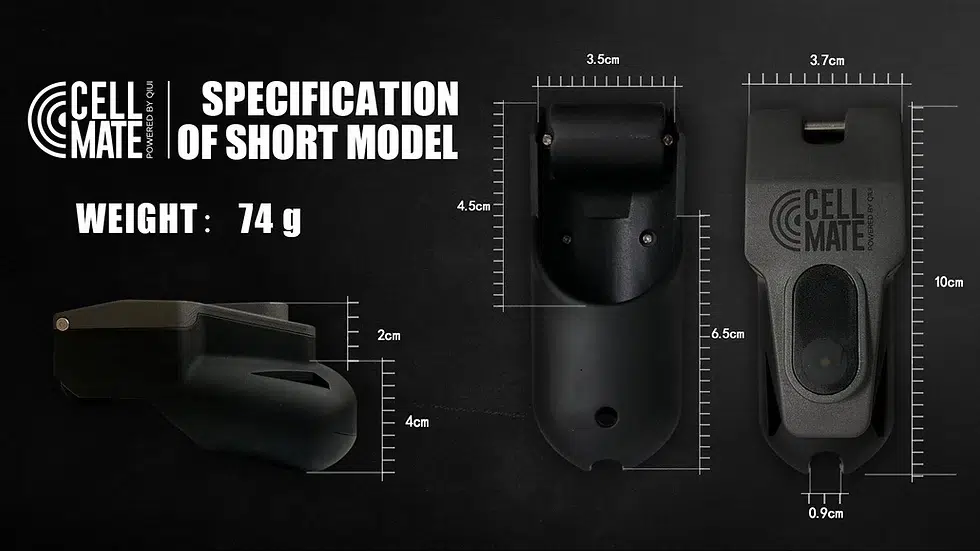 CELL
MATE
POWERED BY QIUI
SPECIFICATION
OF SHORT MODEL
WEIGHT: 74 g
3.5cm
3.7cm
4.5cm
CELL
MATE
POWERED BY QIUI
10cm
2cm
6.5cm
4cm
0.9cm